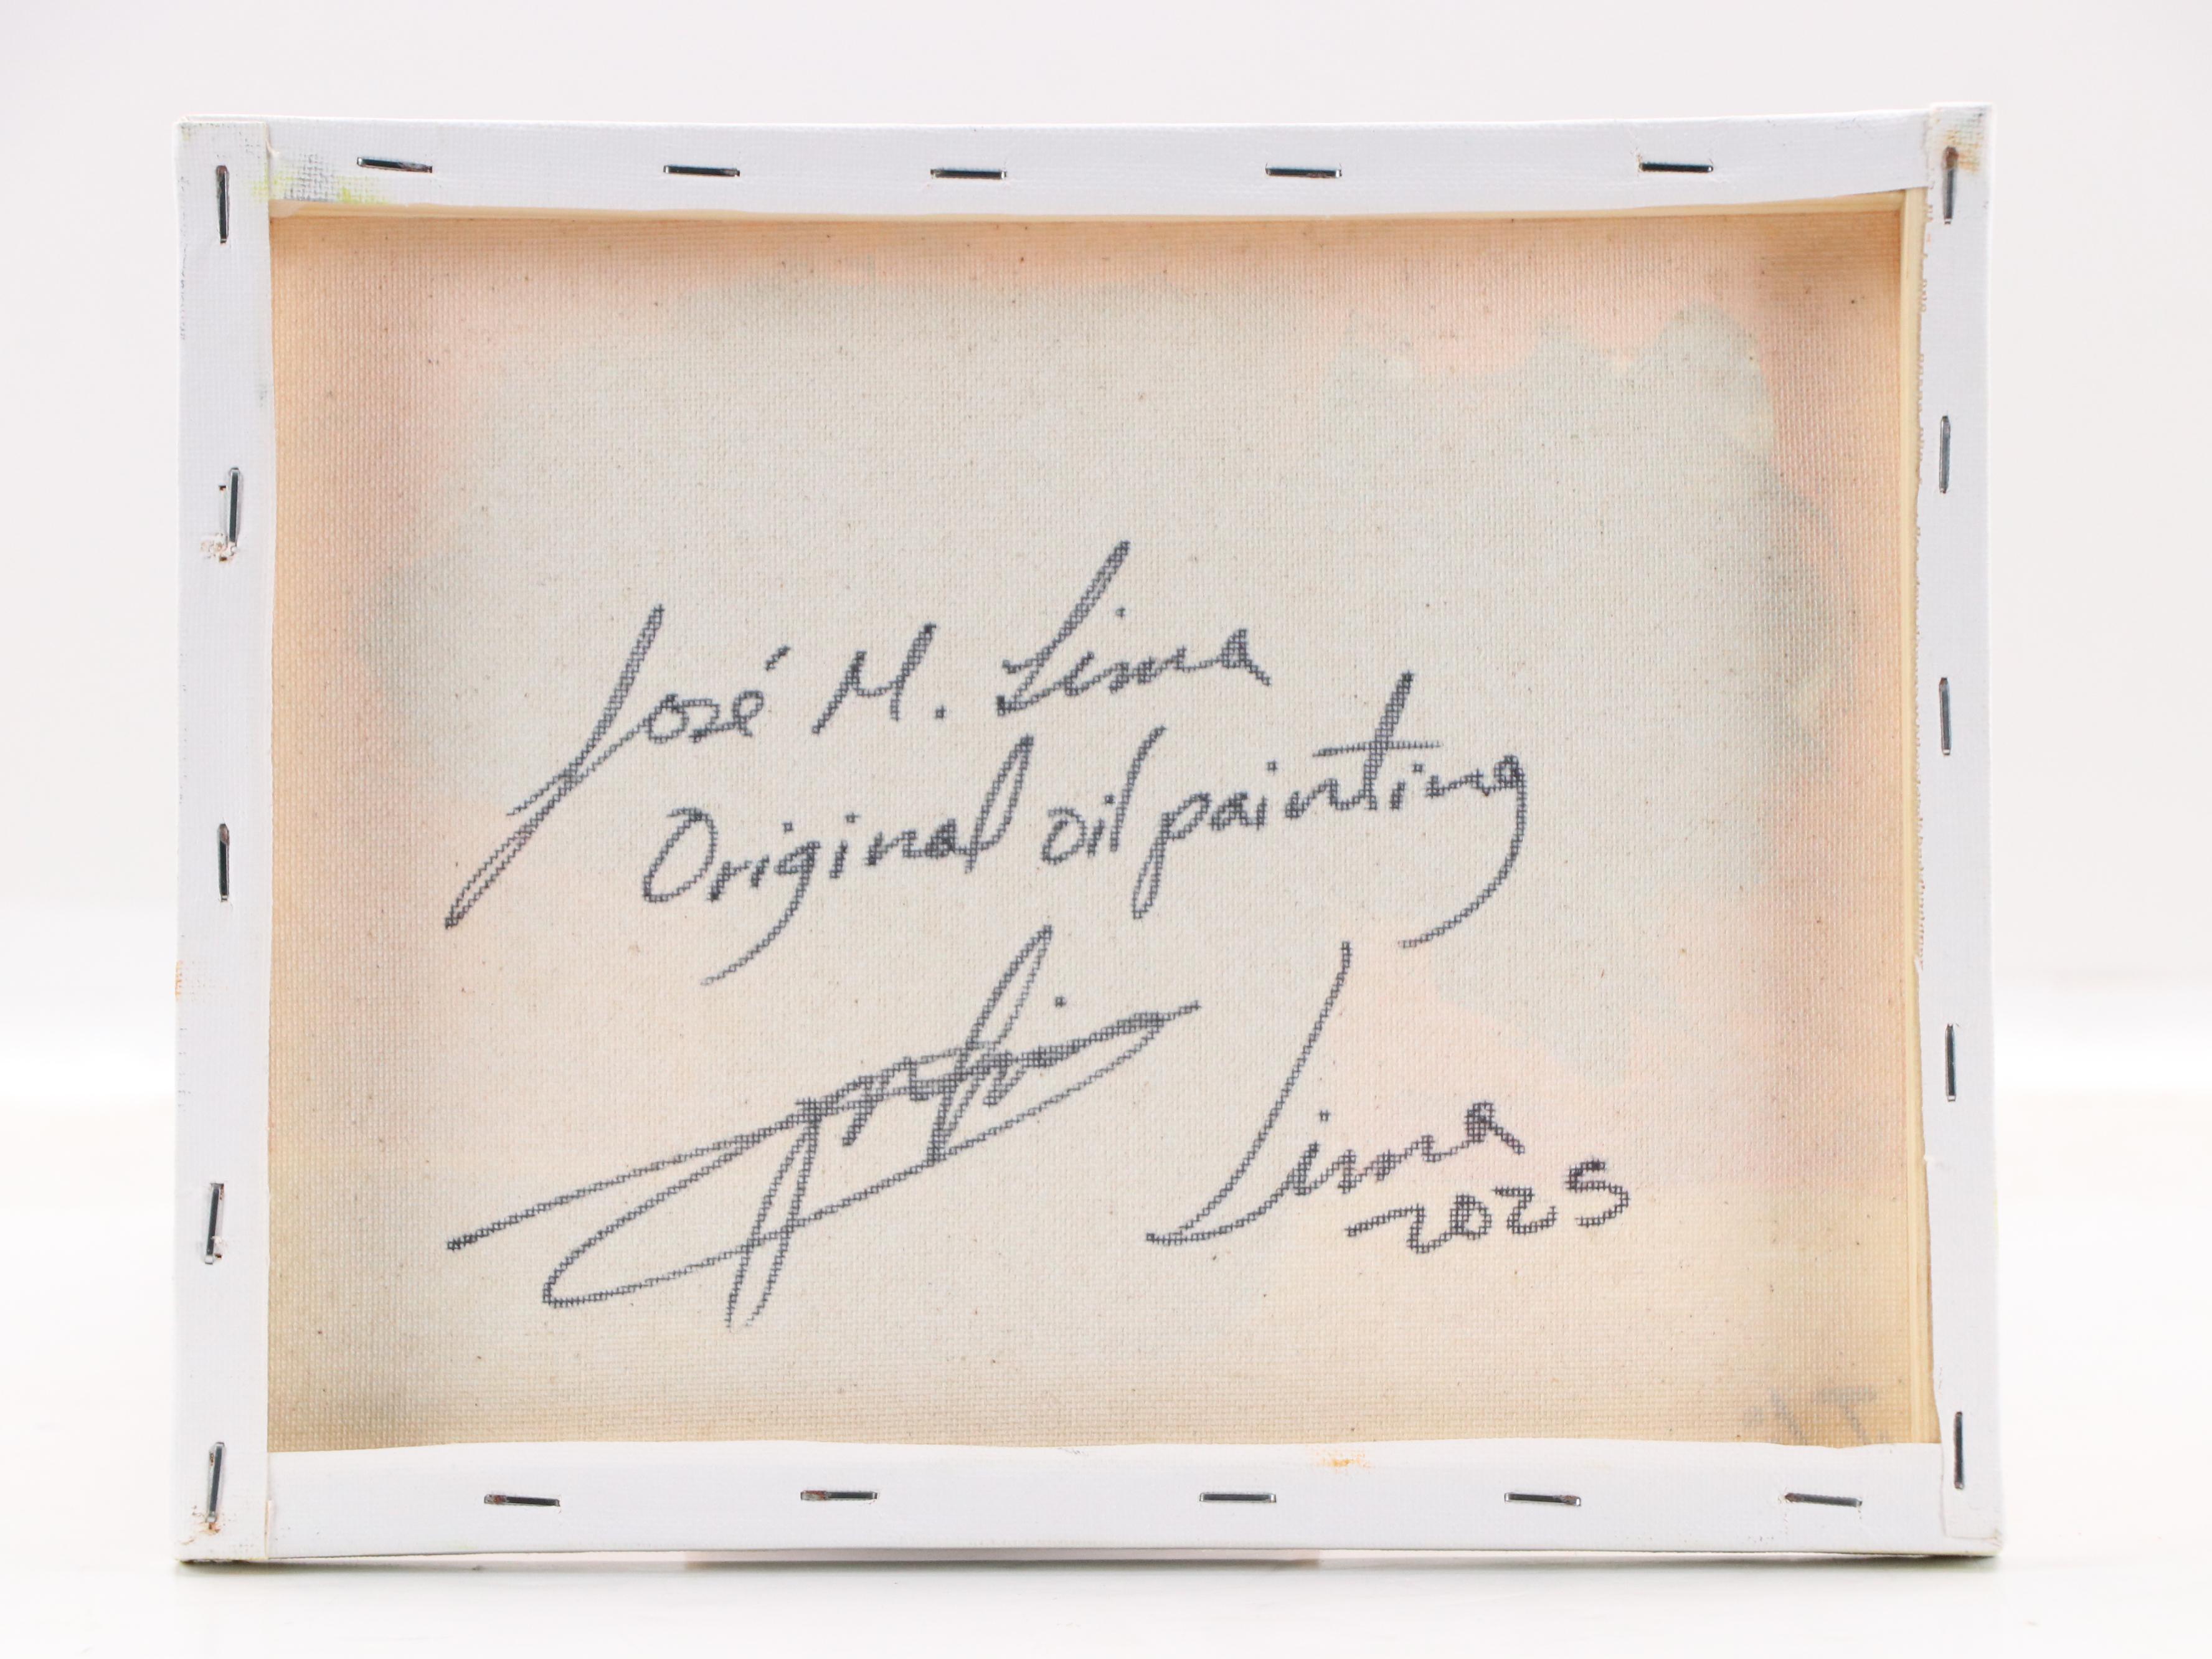 José M. Lima
Original oil painting
Lima
2025